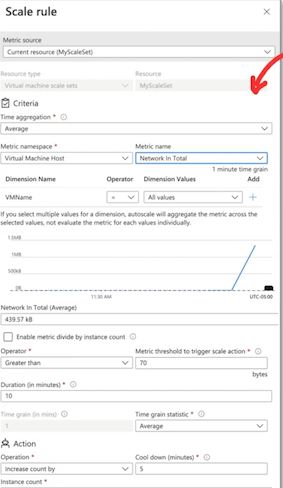 Scale rule
Metric source
Current resource (MyScaleSet)
Resource type
Resource
Virtual machine scale sets
MyScaleSet
Criteria
Time aggregation *
Average
Metric namespace *
Metric name
Virtual Machine Host
Network In Total
1 minute time grain
Dimension Name
Operator
Dimension Values
Add
VMName
=
All values
+
If you select multiple values for a dimension, autoscale will aggregate the metric across the
selected values, not evaluate the metric for each values individually.
1.5MB
1MB
500kB
0B
11:30 AM
UTC-05:00
Network In Total (Average)
439.57 kB
Enable metric divide by instance count
Operator *
Metric threshold to trigger scale action *
Greater than
70
bytes
Duration (in minutes) *
10
Time grain (in mins)
Time grain statistic *
1
Average
Action
Operation *
Cool down (minutes) *
Increase count by
5
Instance count *